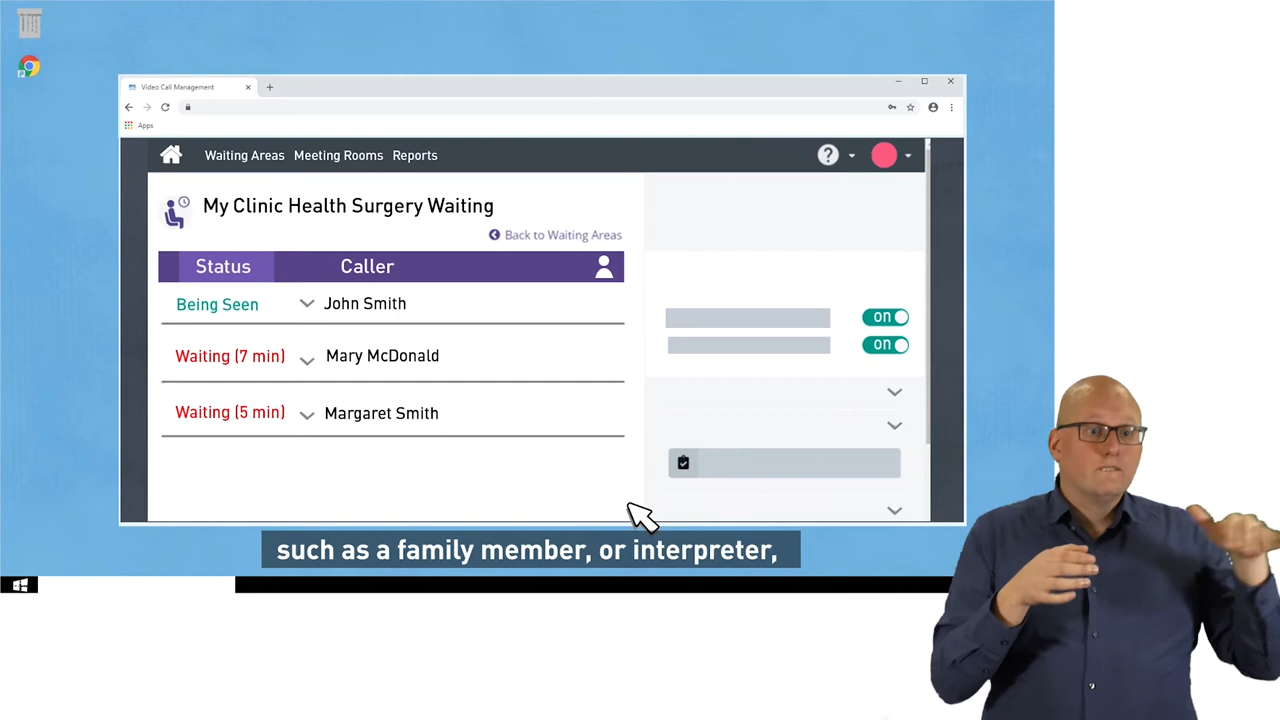 Video Call Management
Apps
Waiting Areas Meeting Rooms Reports
?
My Clinic Health Surgery Waiting
Back to Waiting Areas
Status Caller
Being Seen John Smith
on
on
Waiting (7 min) Mary McDonald
Waiting (5 min) Margaret Smith
such as a family member, or interpreter,